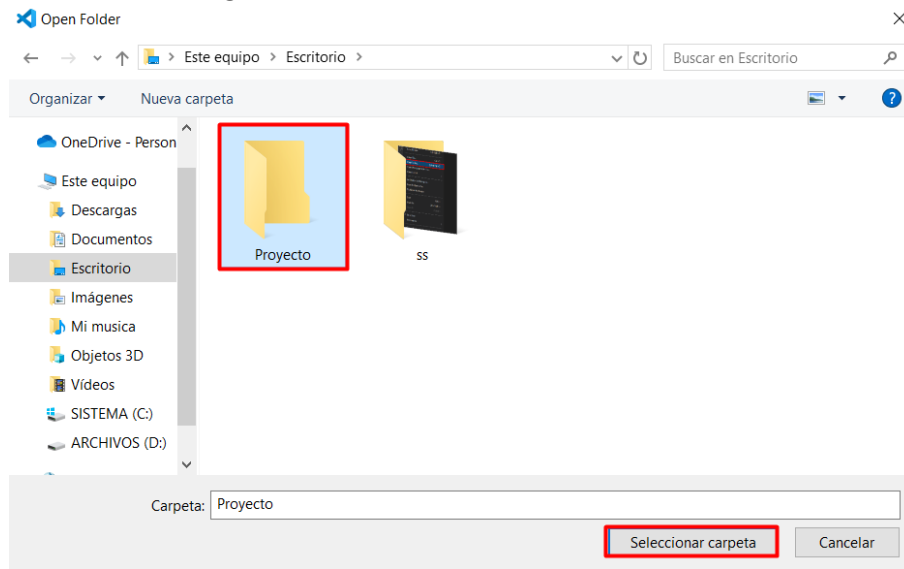 Open Folder
Este equipo > Escritorio >
Buscar en Escritorio
Organizar
Nueva carpeta
?
OneDrive - Person
Este equipo
Descargas
Documentos
Escritorio
Imágenes
Mi musica
Objetos 3D
Vídeos
SISTEMA (C:)
ARCHIVOS (D:)
Proyecto
ss
Carpeta: Proyecto
Seleccionar carpeta
Cancelar